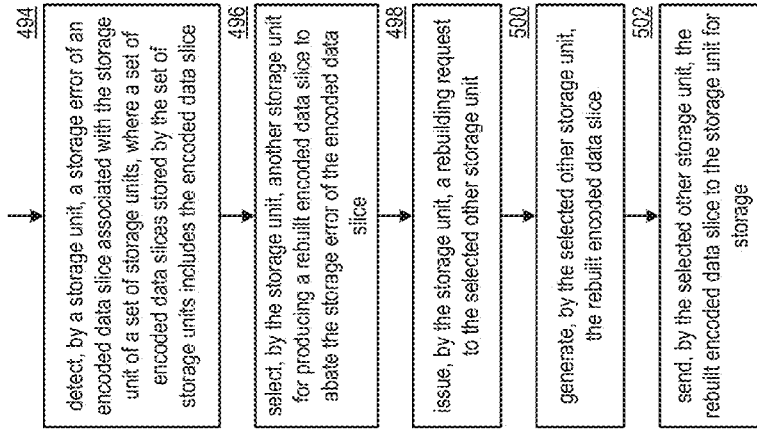 494
detect, by a storage unit, a storage error of an
encoded data slice associated with the storage
unit of a set of storage units, where a set of
encoded data slices stored by the set of
storage units includes the encoded data slice
496
select, by the storage unit, another storage unit
for producing a rebuilt encoded data slice to
abate the storage error of the encoded data
slice
498
issue, by the storage unit, a rebuilding request
to the selected other storage unit
500
generate, by the selected other storage unit,
the rebuilt encoded data slice
502
send, by the selected other storage unit, the
rebuilt encoded data slice to the storage unit for
storage